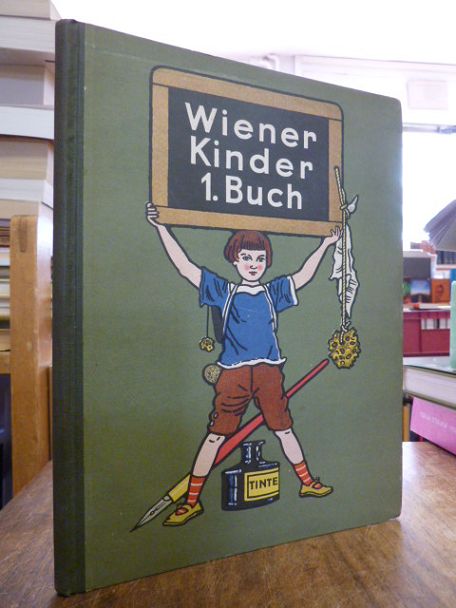 Wiener
Kinder
1. Buch
TINTE